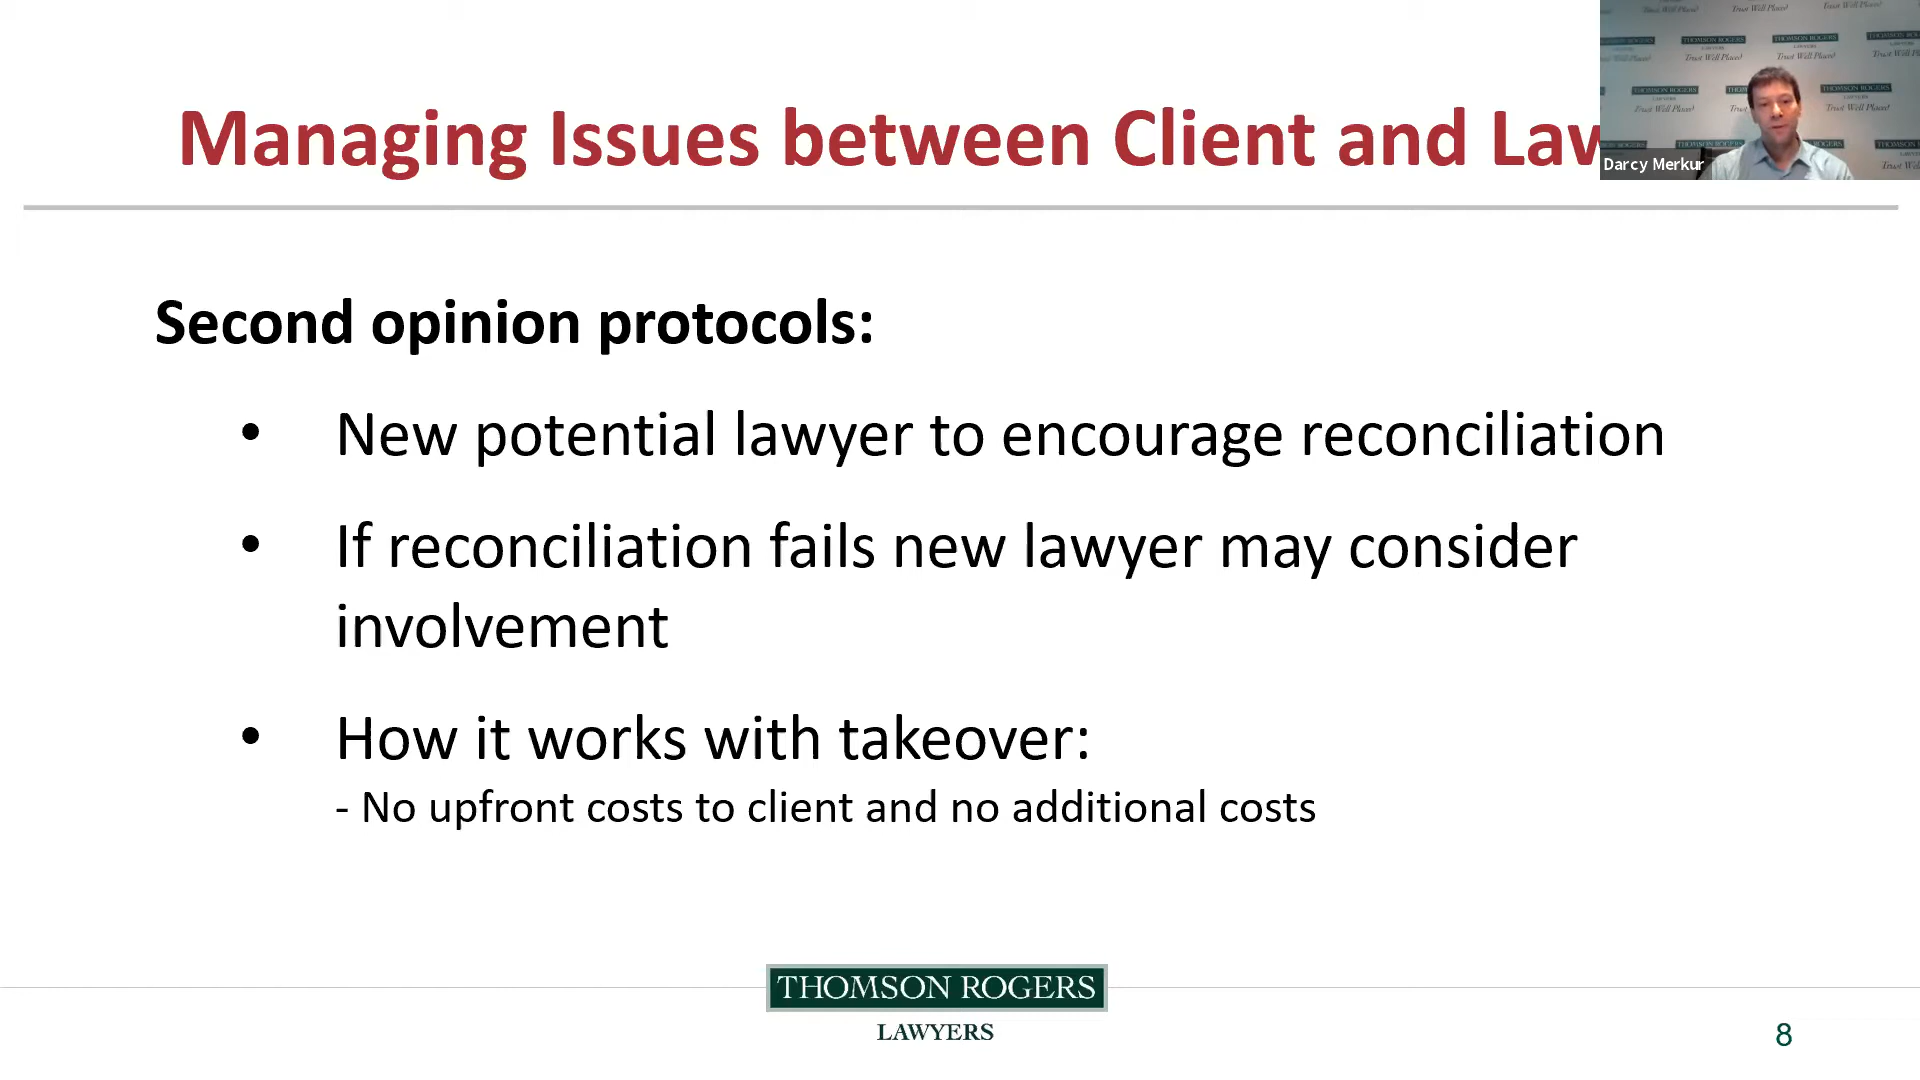 Managing Issues between Client and Law
Darcy Merkur
Second opinion protocols:
• New potential lawyer to encourage reconciliation
• If reconciliation fails new lawyer may consider
involvement
• How it works with takeover:
- No upfront costs to client and no additional costs
THOMSON ROGERS
LAWYERS
8